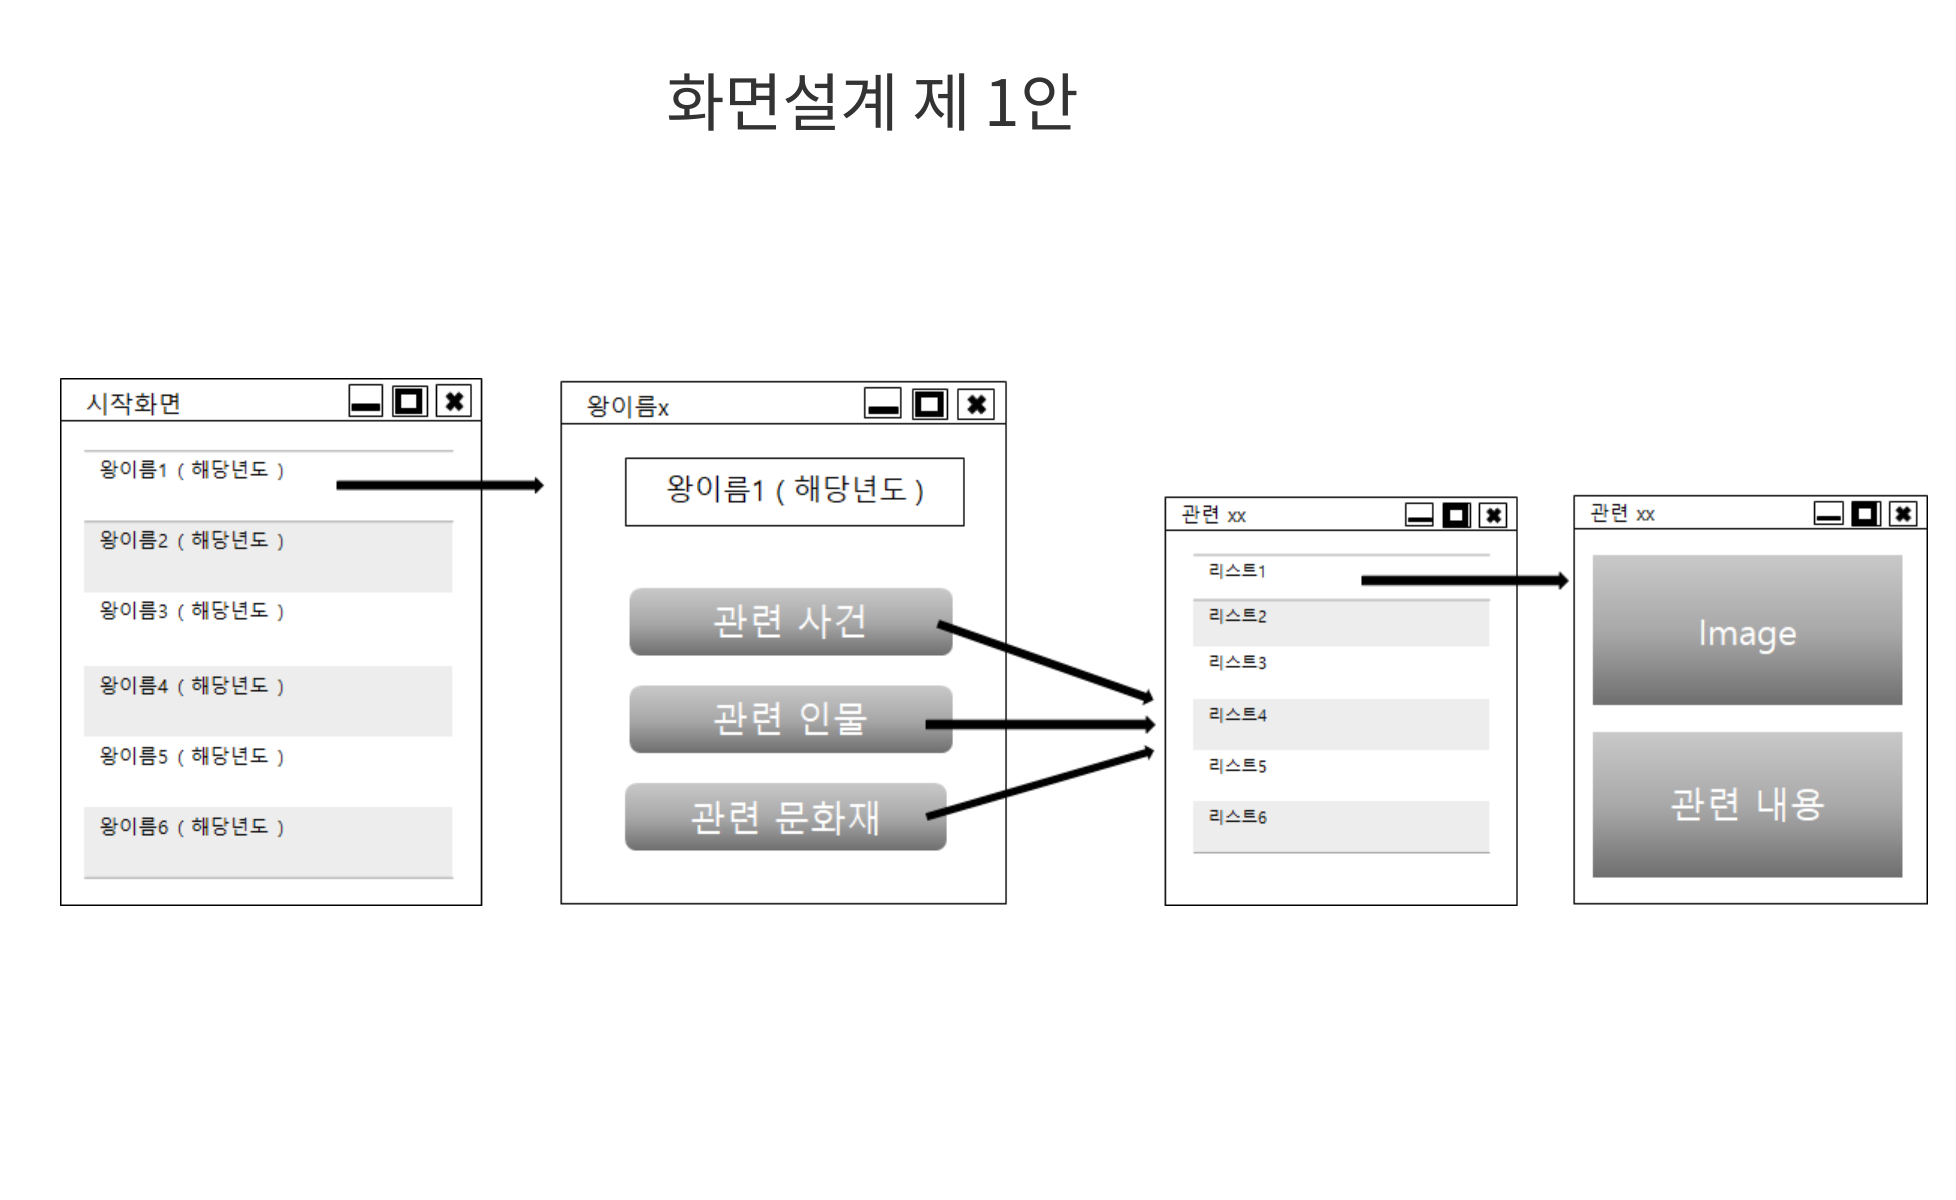 화면설계 제 1안
시작화면
왕이름1 ( 해당년도 )
왕이름2 ( 해당년도 )
왕이름3 ( 해당년도 )
왕이름4 ( 해당년도 )
왕이름5 ( 해당년도 )
왕이름6 ( 해당년도 )
왕이름x
왕이름1 ( 해당년도 )
관련 사건
관련 인물
관련 문화재
관련 xx
리스트1
리스트2
리스트3
리스트4
리스트5
리스트6
관련 xx
Image
관련 내용